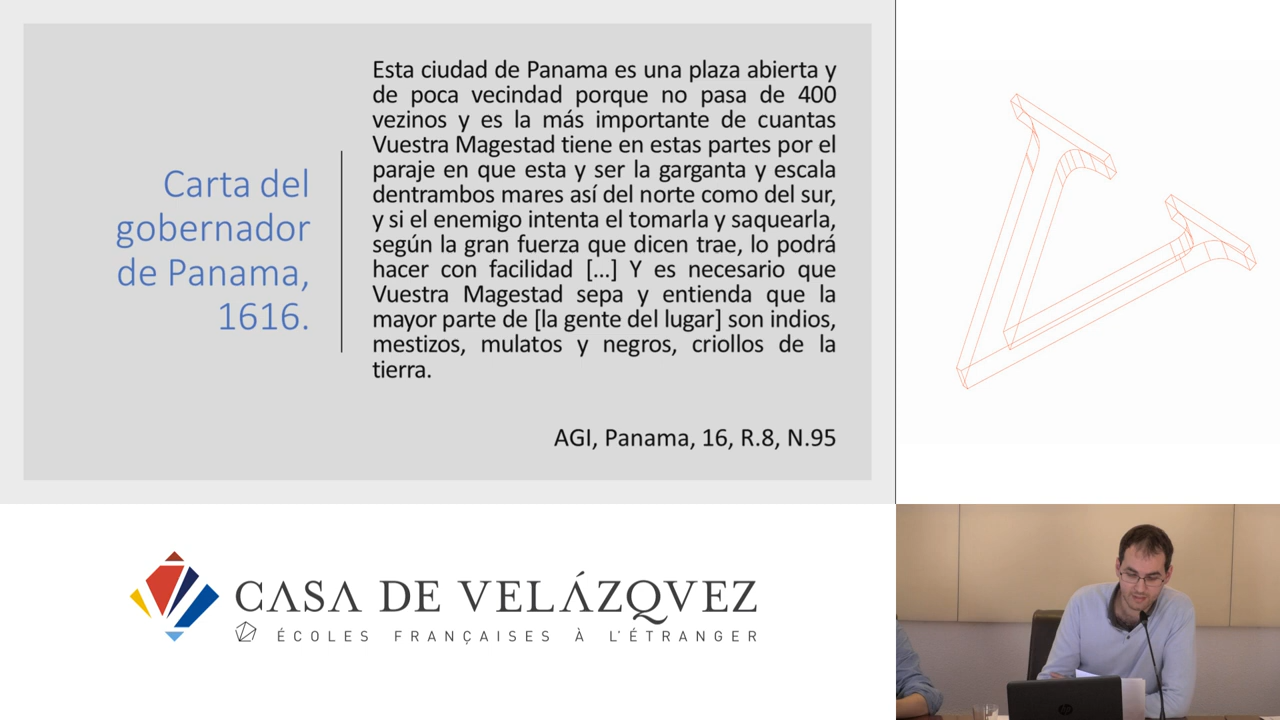 Carta del
gobernador
de Panama,
1616.
Esta ciudad de Panama es una plaza abierta y
de poca vecindad porque no pasa de 400
vezinos y es la más importante de cuantas
Vuestra Magestad tiene en estas partes por el
paraje en que esta y ser la garganta y escala
dentrambos mares así del norte como del sur,
y si el enemigo intenta el tomarla y saquearla,
según la gran fuerza que dicen trae, lo podrá
hacer con facilidad [...] Y es necesario que
Vuestra Magestad sepa y entienda que la
mayor parte de [la gente del lugar] son indios,
mestizos, mulatos y negros, criollos de la
tierra.
AGI, Panama, 16, R.8, N.95
CASA DE VELÁZQVEZ
ÉCOLES FRANÇAISES À L'ÉTRANGER